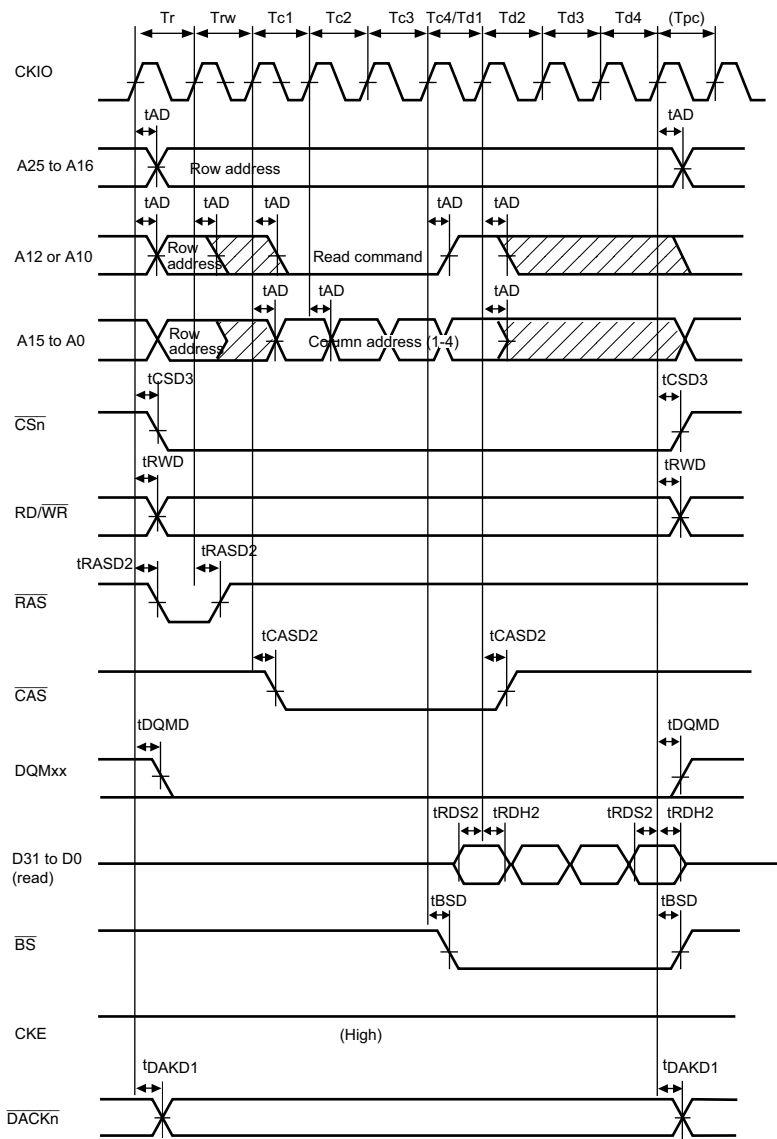 Tr Trw Tc1 Tc2 Tc3 Tc4/Td1 Td2 Td3 Td4 (Tpc)
CKIO
tAD tAD
A25 to A16 Row address
tAD tAD tAD tAD tAD
A12 or A10 Row address Read command
tAD tAD tAD
A15 to A0 Row address Column address (1-4)
tCSD3 tCSD3
CSn
tRWD tRWD
RD/WR
tRASD2 tRASD2
RAS
tCASD2 tCASD2
CAS
tDQMD tDQMD
DQMxx
tRDS2 tRDH2 tRDS2 tRDH2
D31 to D0
(read)
tBSD tBSD
BS
CKE (High)
tDAKD1 tDAKD1
DACKn